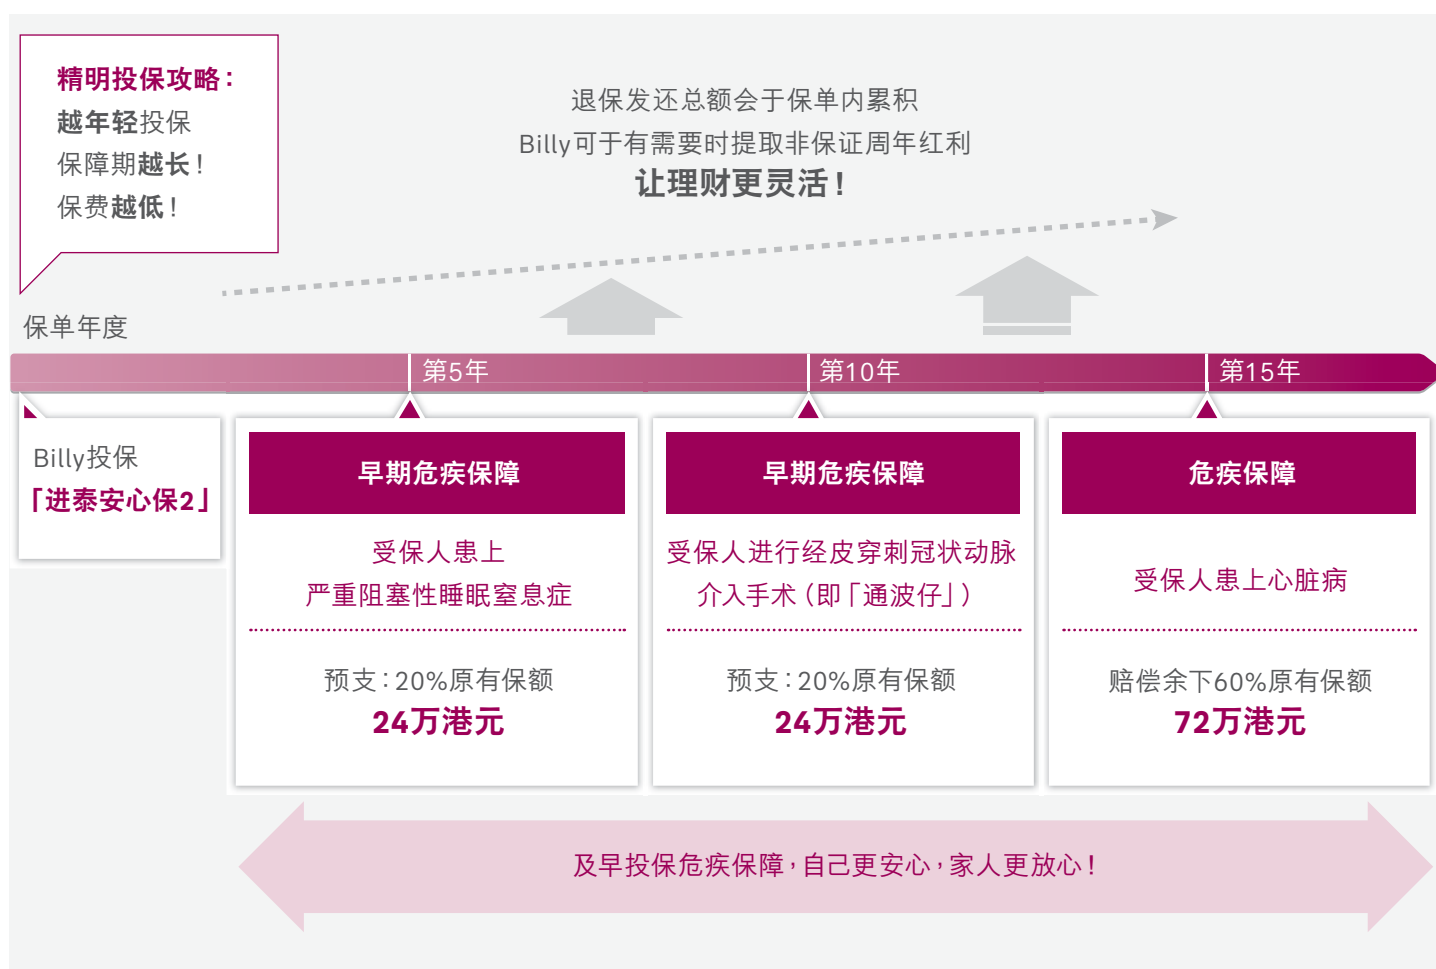 精明投保攻略：
越年轻投保
保障期越长！
保费越低！
退保发还总额会于保单内累积
Billy可于有需要时提取非保证周年红利
让理财更灵活！
保单年度
第5年
第10年
第15年
Billy投保
「进泰安心保2」
早期危疾保障
受保人患上
严重阻塞性睡眠窒息症
预支：20%原有保额
24万港元
早期危疾保障
受保人进行经皮穿刺冠状动脉
介入手术（即「通波仔」）
预支：20%原有保额
24万港元
危疾保障
受保人患上心脏病
赔偿余下60%原有保额
72万港元
及早投保危疾保障，自己更安心，家人更放心！